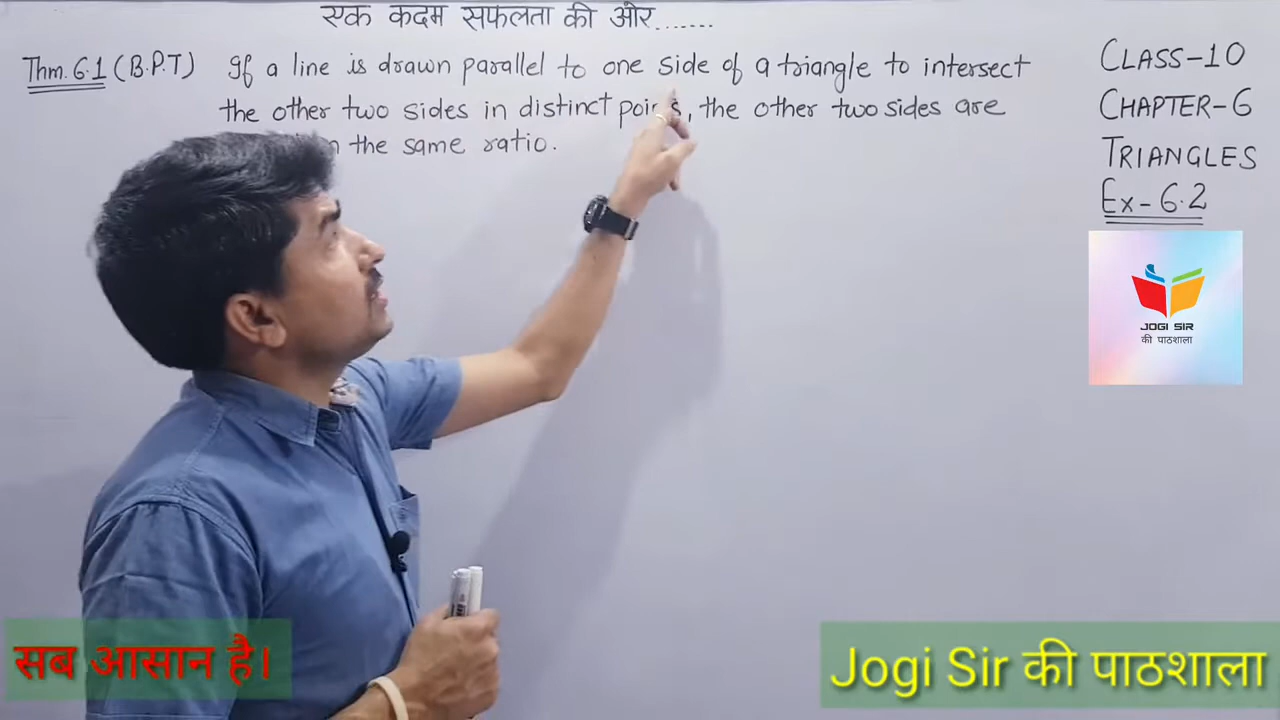 एक कदम सफलता की ओर.......
Thm. 6.1 (B.P.T) If a line is drawn parallel to one side of a triangle to intersect
the other two sides in distinct points, the other two sides are
the same ratio.
CLASS-10
CHAPTER-6
TRIANGLES
Ex-6.2
JOGI SIR
की पाठशाला
सब आसान है।
Jogi Sir की पाठशाला